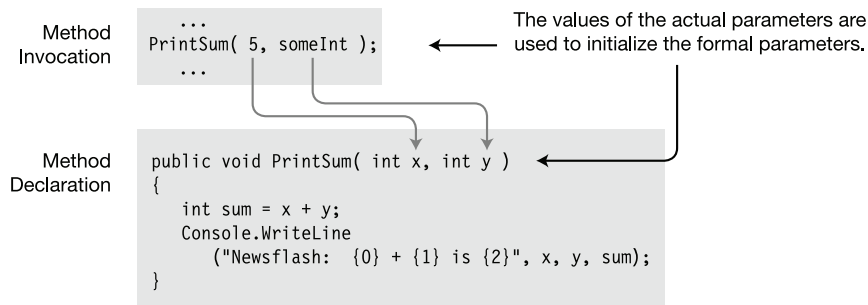 Method
Invocation
...
PrintSum( 5, someInt );
...
The values of the actual parameters are
used to initialize the formal parameters.
Method
Declaration
public void PrintSum( int x, int y )
{
int sum = x + y;
Console.WriteLine
("Newsflash:  {0} + {1} is {2}", x, y, sum);
}